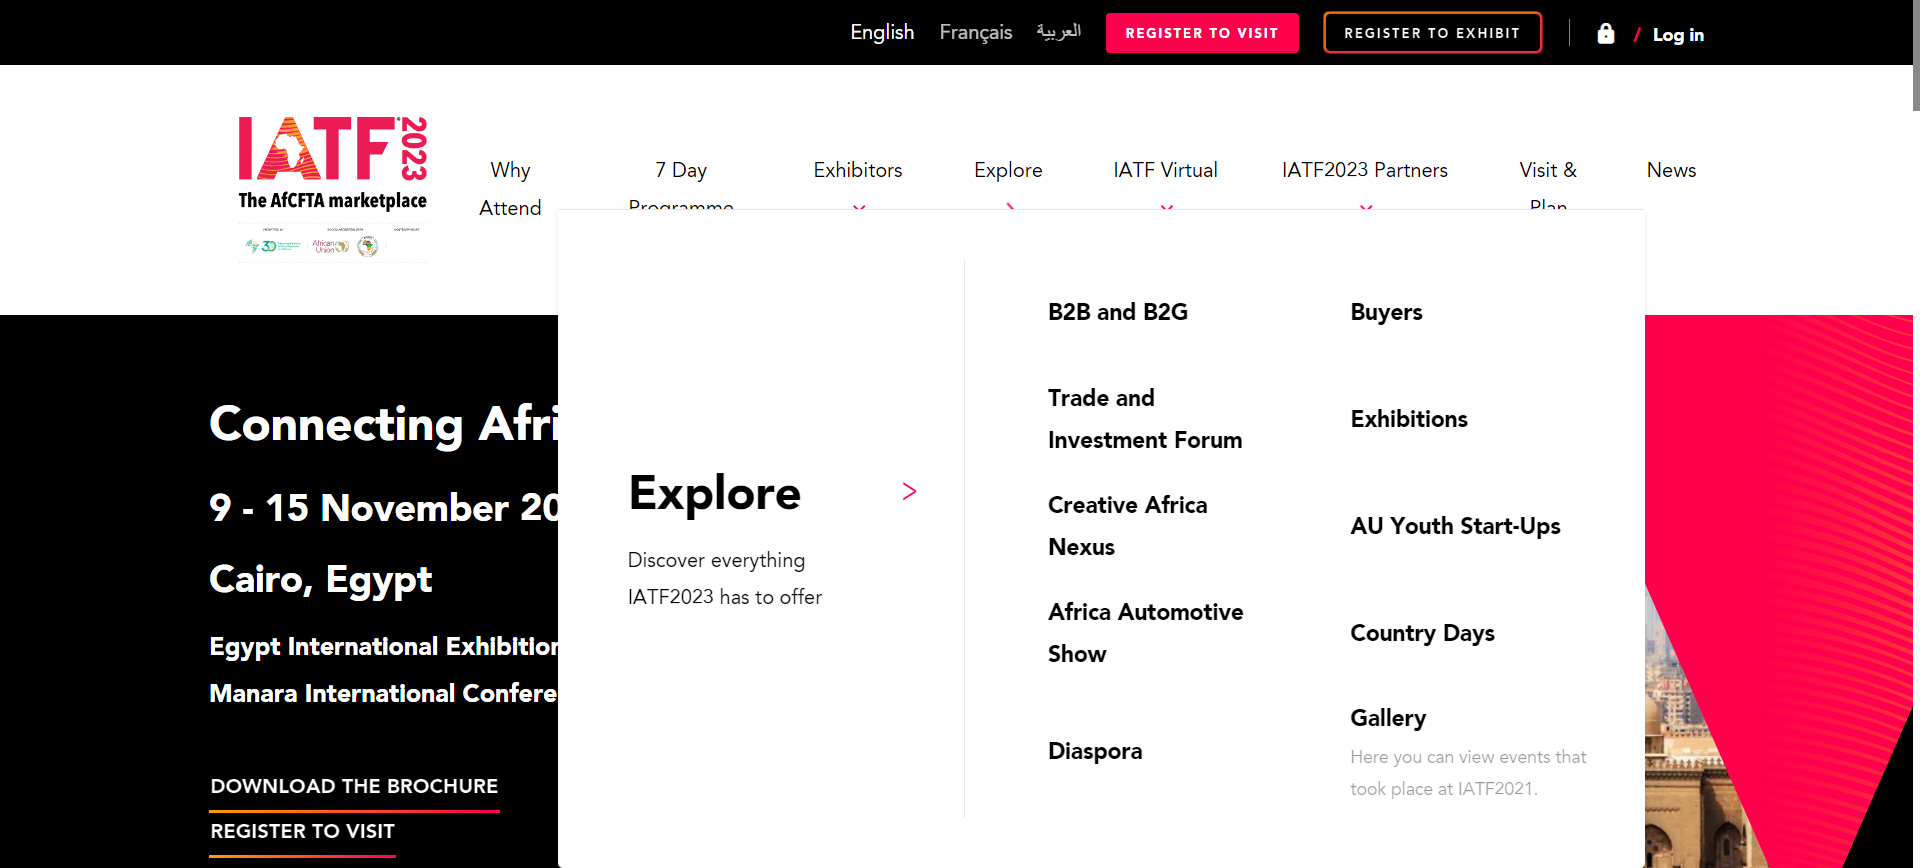 English Français العربية REGISTER TO VISIT REGISTER TO EXHIBIT / Log in
IATF 2023
The AfCFTA marketplace
African Union
Why
Attend
7 Day
Programme
Exhibitors
Explore
IATF Virtual
IATF2023 Partners
Visit &
Plan
News
Connecting Afri
9 - 15 November 20
Cairo, Egypt
Egypt International Exhibition
Manara International Confere
DOWNLOAD THE BROCHURE
REGISTER TO VISIT
Explore >
Discover everything
IATF2023 has to offer
B2B and B2G
Trade and
Investment Forum
Creative Africa
Nexus
Africa Automotive
Show
Diaspora
Buyers
Exhibitions
AU Youth Start-Ups
Country Days
Gallery
Here you can view events that
took place at IATF2021.